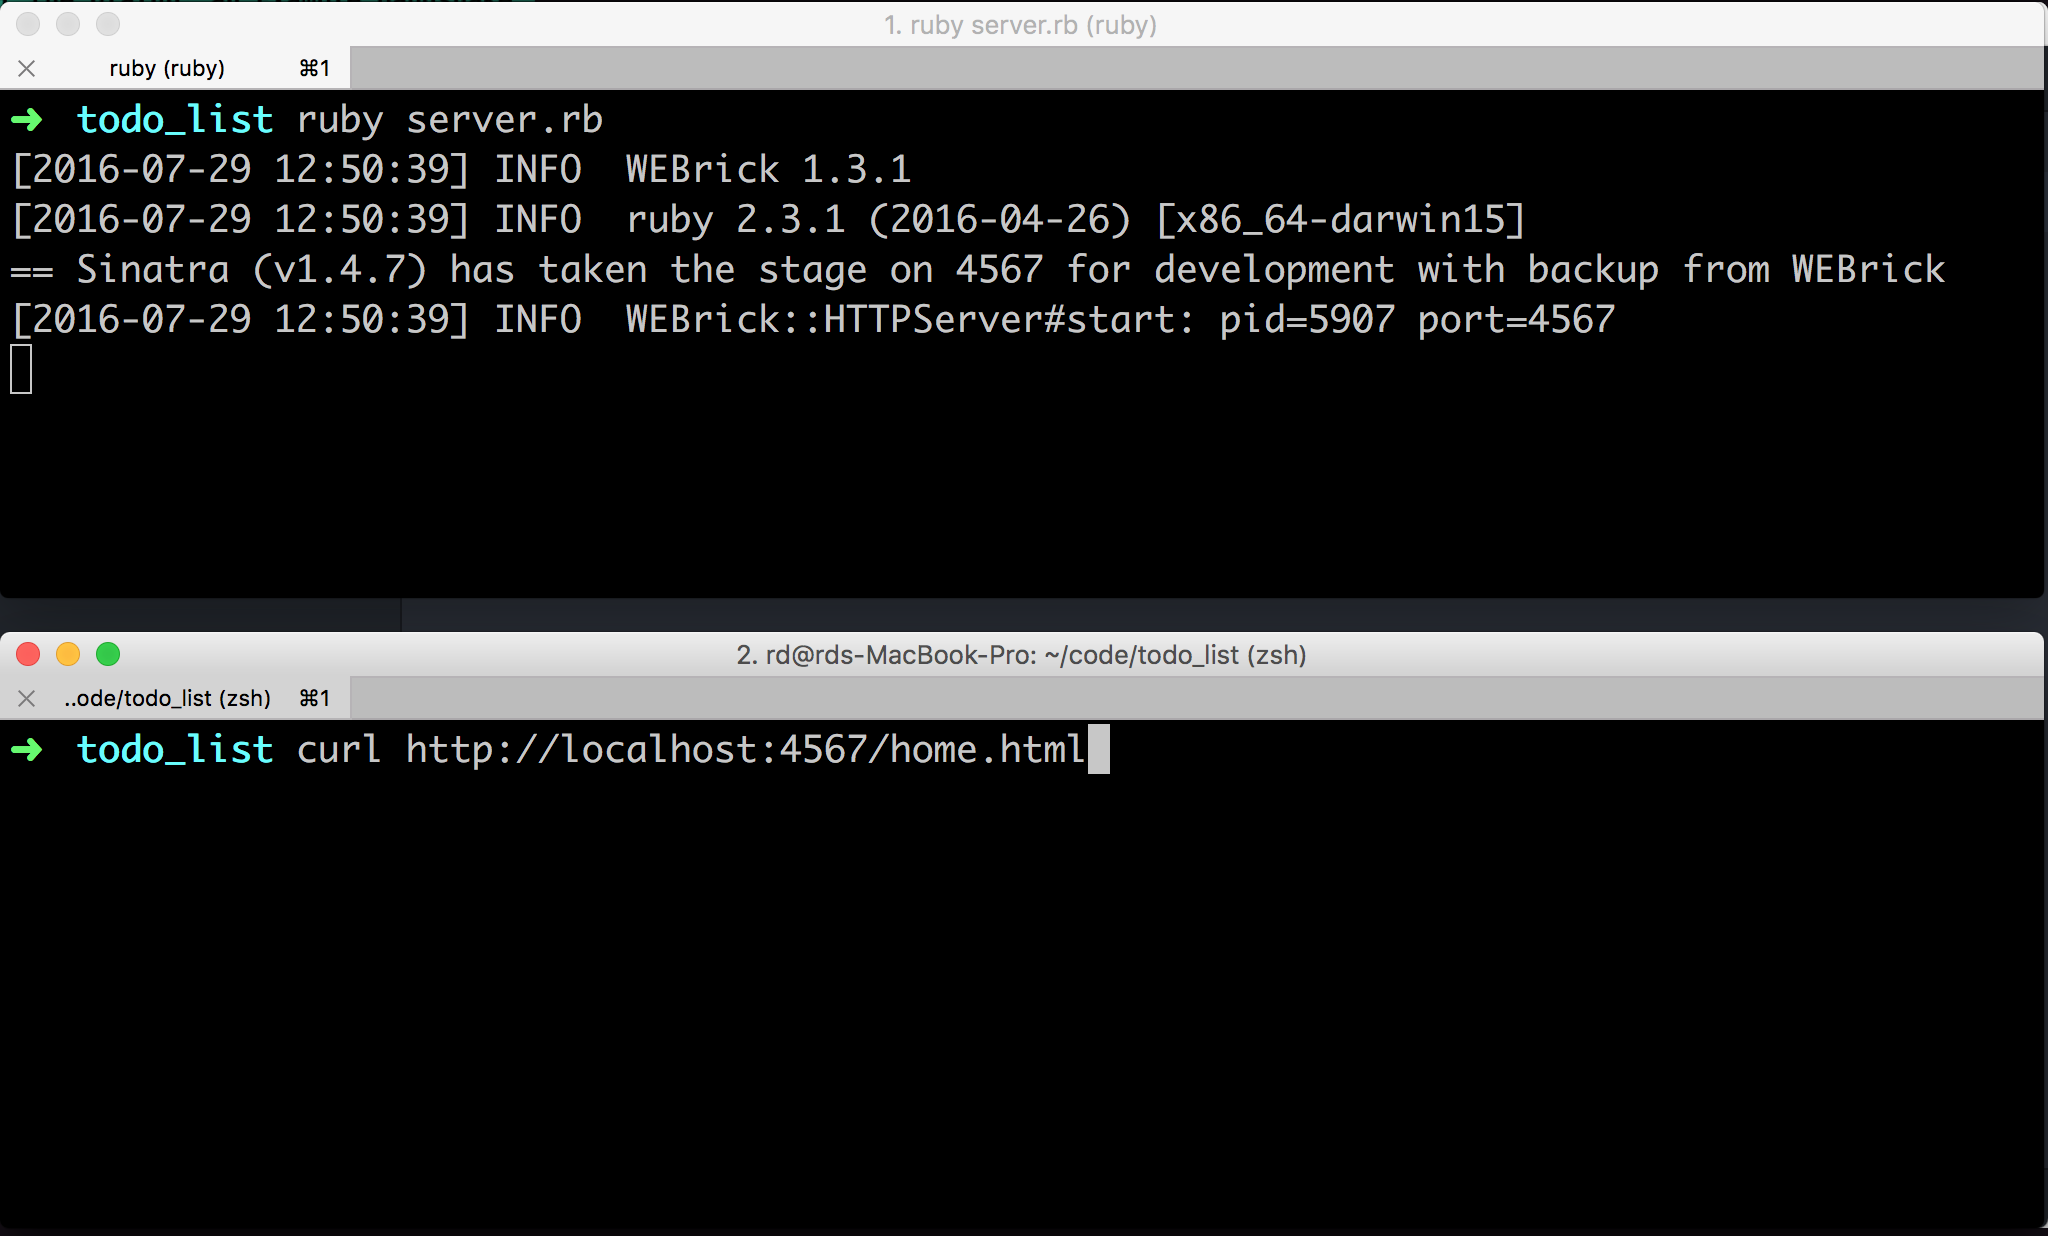 1. ruby server.rb (ruby)
ruby (ruby) ⌘1
➜ todo_list ruby server.rb
[2016-07-29 12:50:39] INFO  WEBrick 1.3.1
[2016-07-29 12:50:39] INFO  ruby 2.3.1 (2016-04-26) [x86_64-darwin15]
== Sinatra (v1.4.7) has taken the stage on 4567 for development with backup from WEBrick
[2016-07-29 12:50:39] INFO  WEBrick::HTTPServer#start: pid=5907 port=4567
2. rd@rds-MacBook-Pro: ~/code/todo_list (zsh)
..ode/todo_list (zsh) ⌘1
➜ todo_list curl http://localhost:4567/home.html